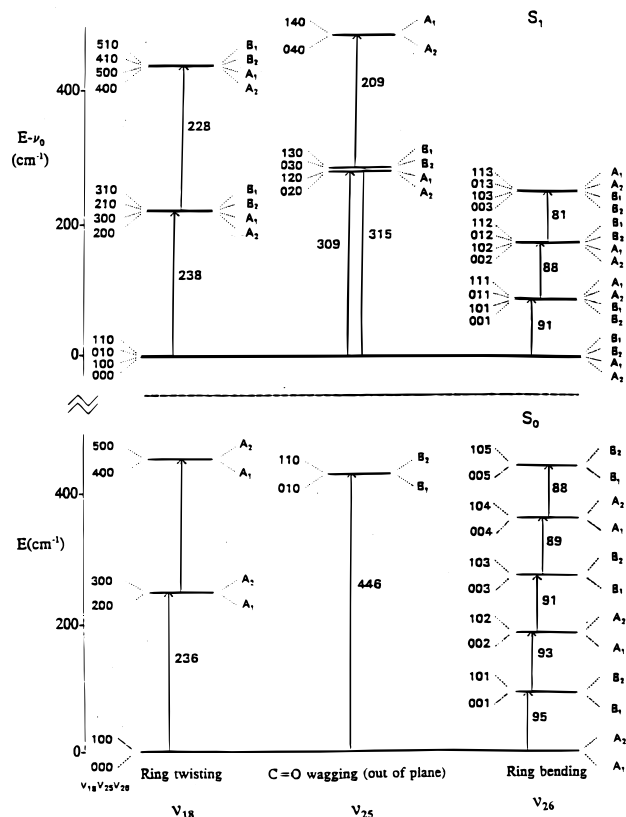 S₁
510 B₁ 140 A₁
410 B₂ 040 A₂
500 A₁
400 A₂
400
E-ν₀
(cm⁻¹)
228 209
130 B₁
030 B₂
120 A₁
020 A₂
113 A₁
013 A₂
103 B₁
003 B₂
310 B₁
210 B₂
300 A₁
200 A₂
200
81
112 B₁
012 B₂
102 A₁
002 A₂
238 309 315
88
111 A₁
011 A₂
101 B₁
001 B₂
91
110 B₁
010 B₂
100 A₁
000 A₂
0
S₀
500 A₂ 110 B₂ 105 B₂
400 A₁ 010 B₁ 005 B₁
400
88
104 A₂
004 A₁
E(cm⁻¹)
89
300 A₂ 103 B₂
200 A₁ 446 003 B₁
91
200
102 A₂
002 A₁
236
93
101 B₂
001 B₁
95
100 A₂
0
000 A₁
ν₁₈ν₂₅ν₂₆
Ring twisting C=O wagging (out of plane) Ring bending
ν₁₈ ν₂₅ ν₂₆